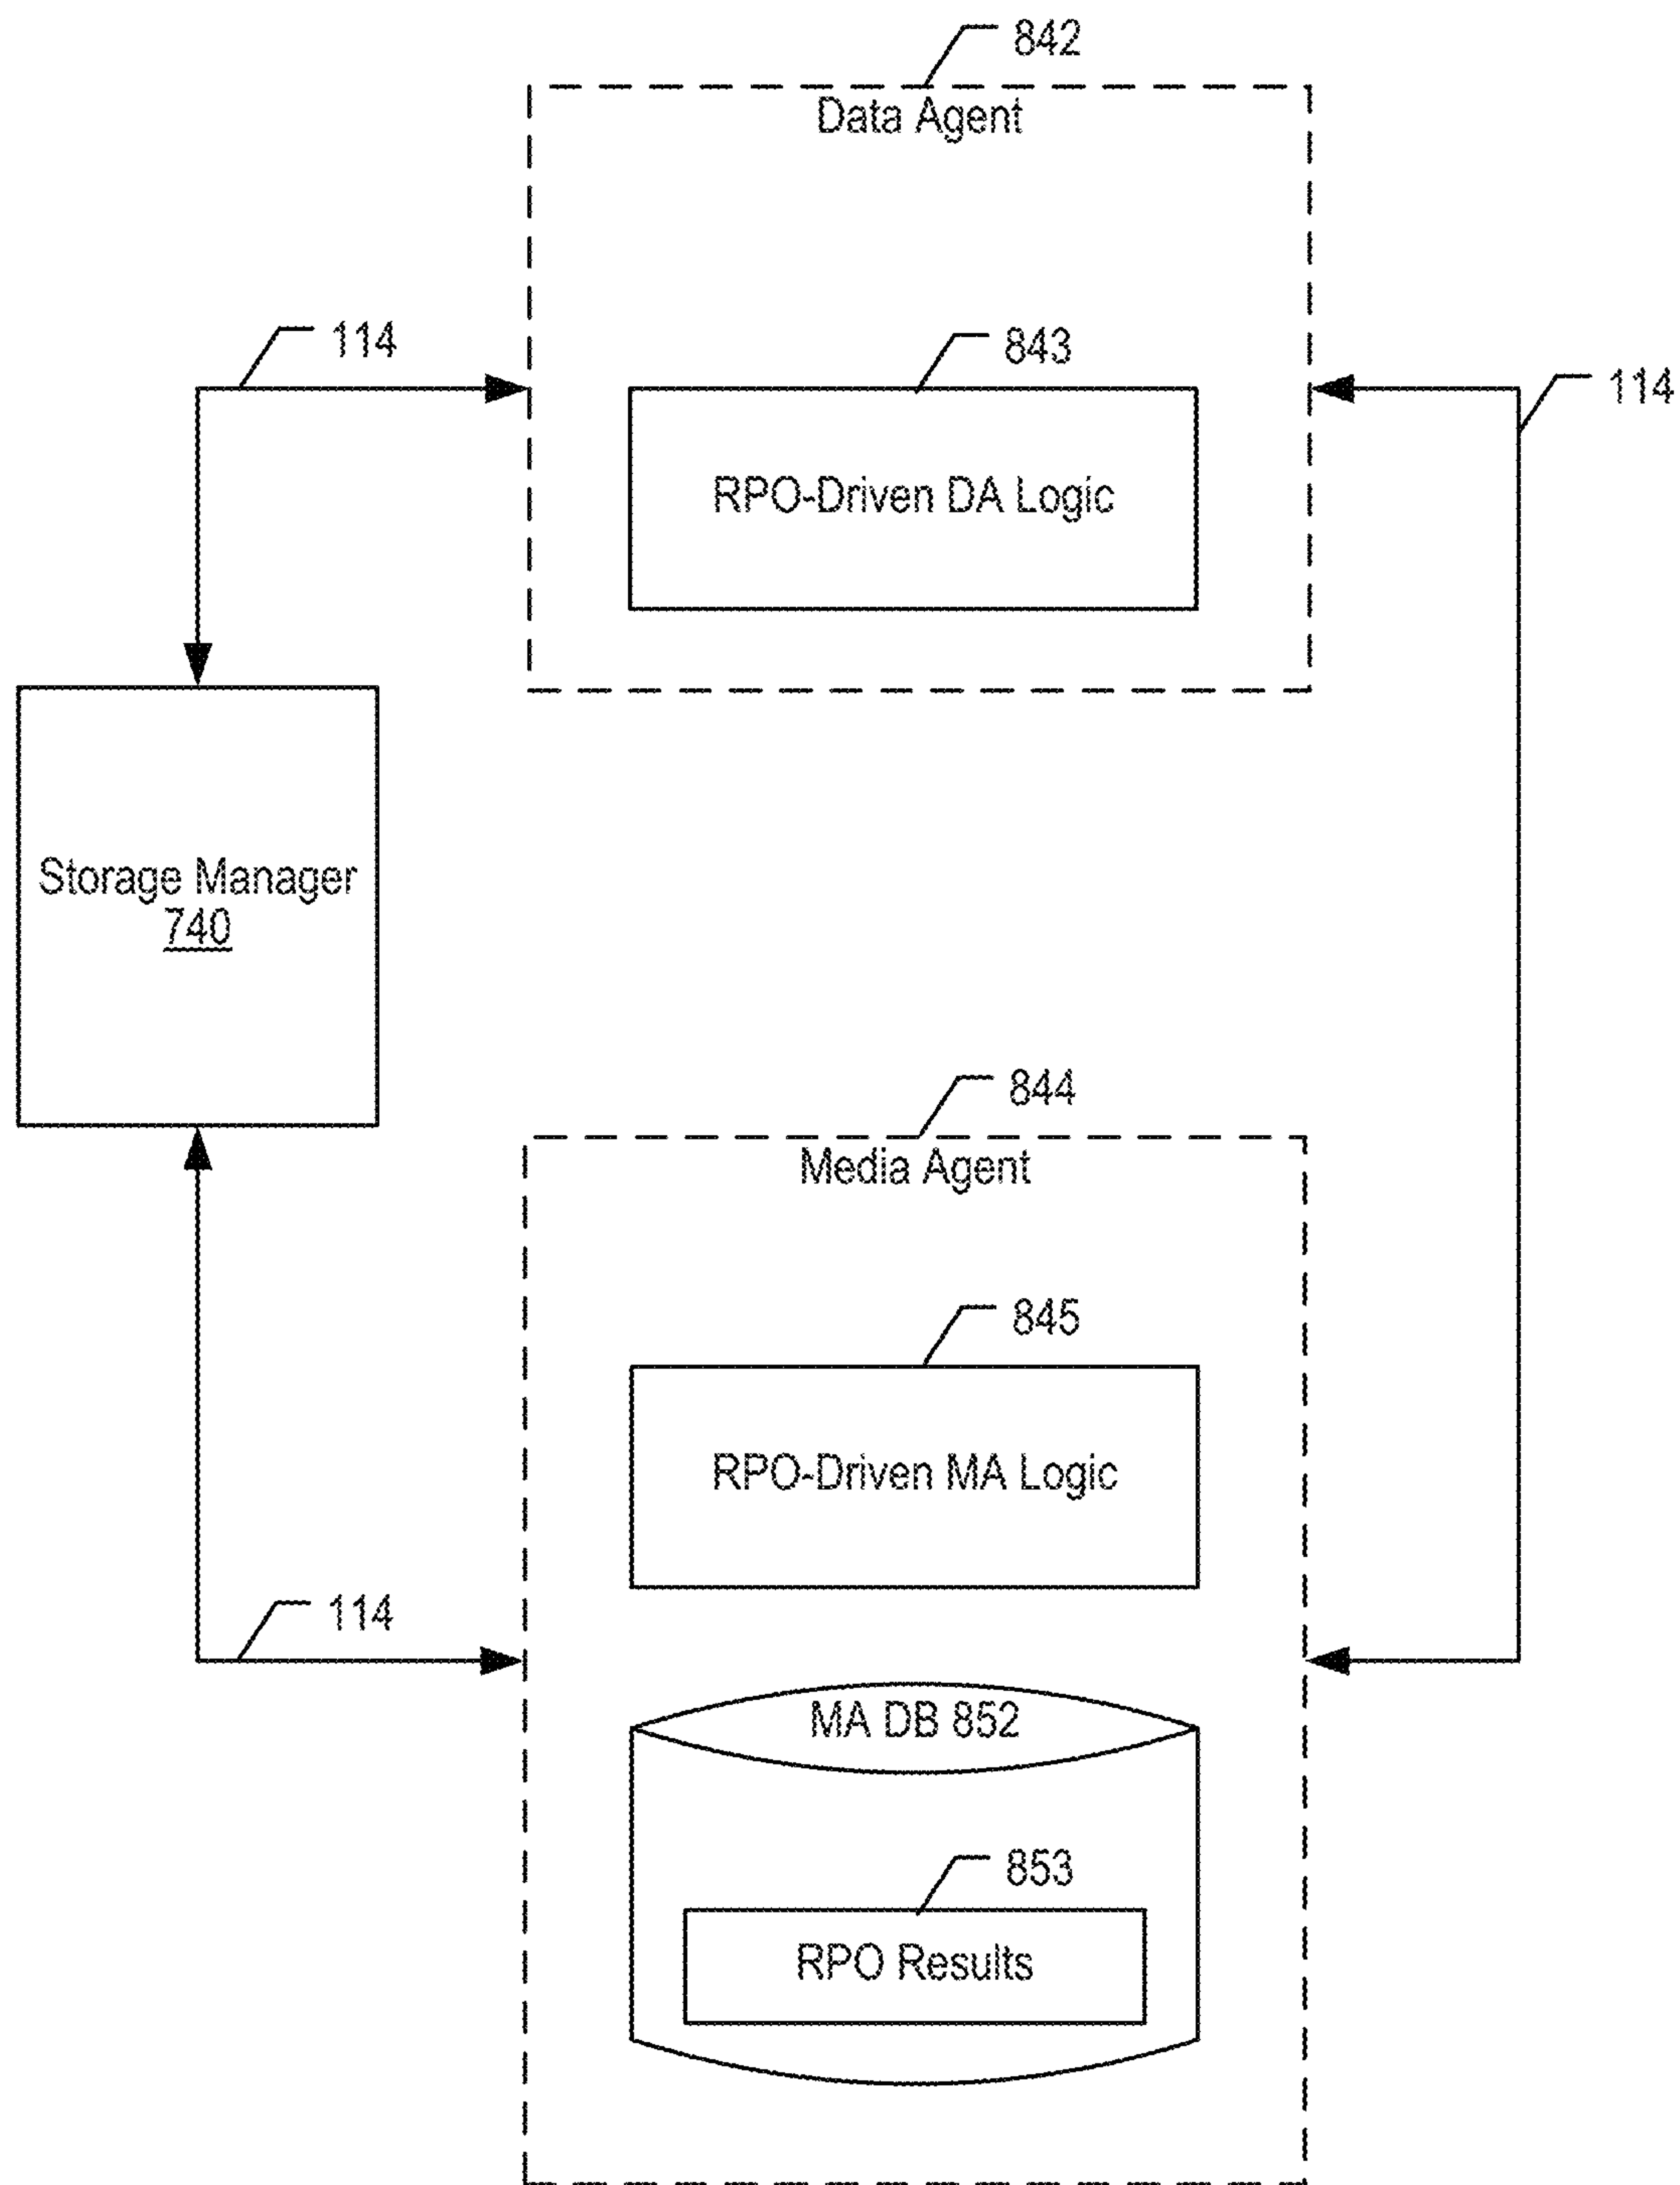 842
Data Agent
114
843
114
RPO-Driven DA Logic
Storage Manager
740
844
Media Agent
845
RPO-Driven MA Logic
114
MA DB 852
853
RPO Results